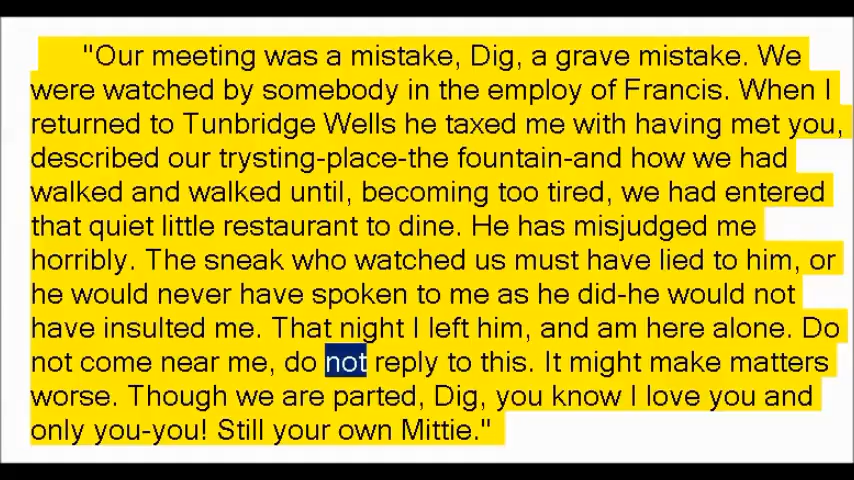 "Our meeting was a mistake, Dig, a grave mistake. We
were watched by somebody in the employ of Francis. When I
returned to Tunbridge Wells he taxed me with having met you,
described our trysting-place-the fountain-and how we had
walked and walked until, becoming too tired, we had entered
that quiet little restaurant to dine. He has misjudged me
horribly. The sneak who watched us must have lied to him, or
he would never have spoken to me as he did-he would not
have insulted me. That night I left him, and am here alone. Do
not come near me, do not reply to this. It might make matters
worse. Though we are parted, Dig, you know I love you and
only you-you! Still your own Mittie."